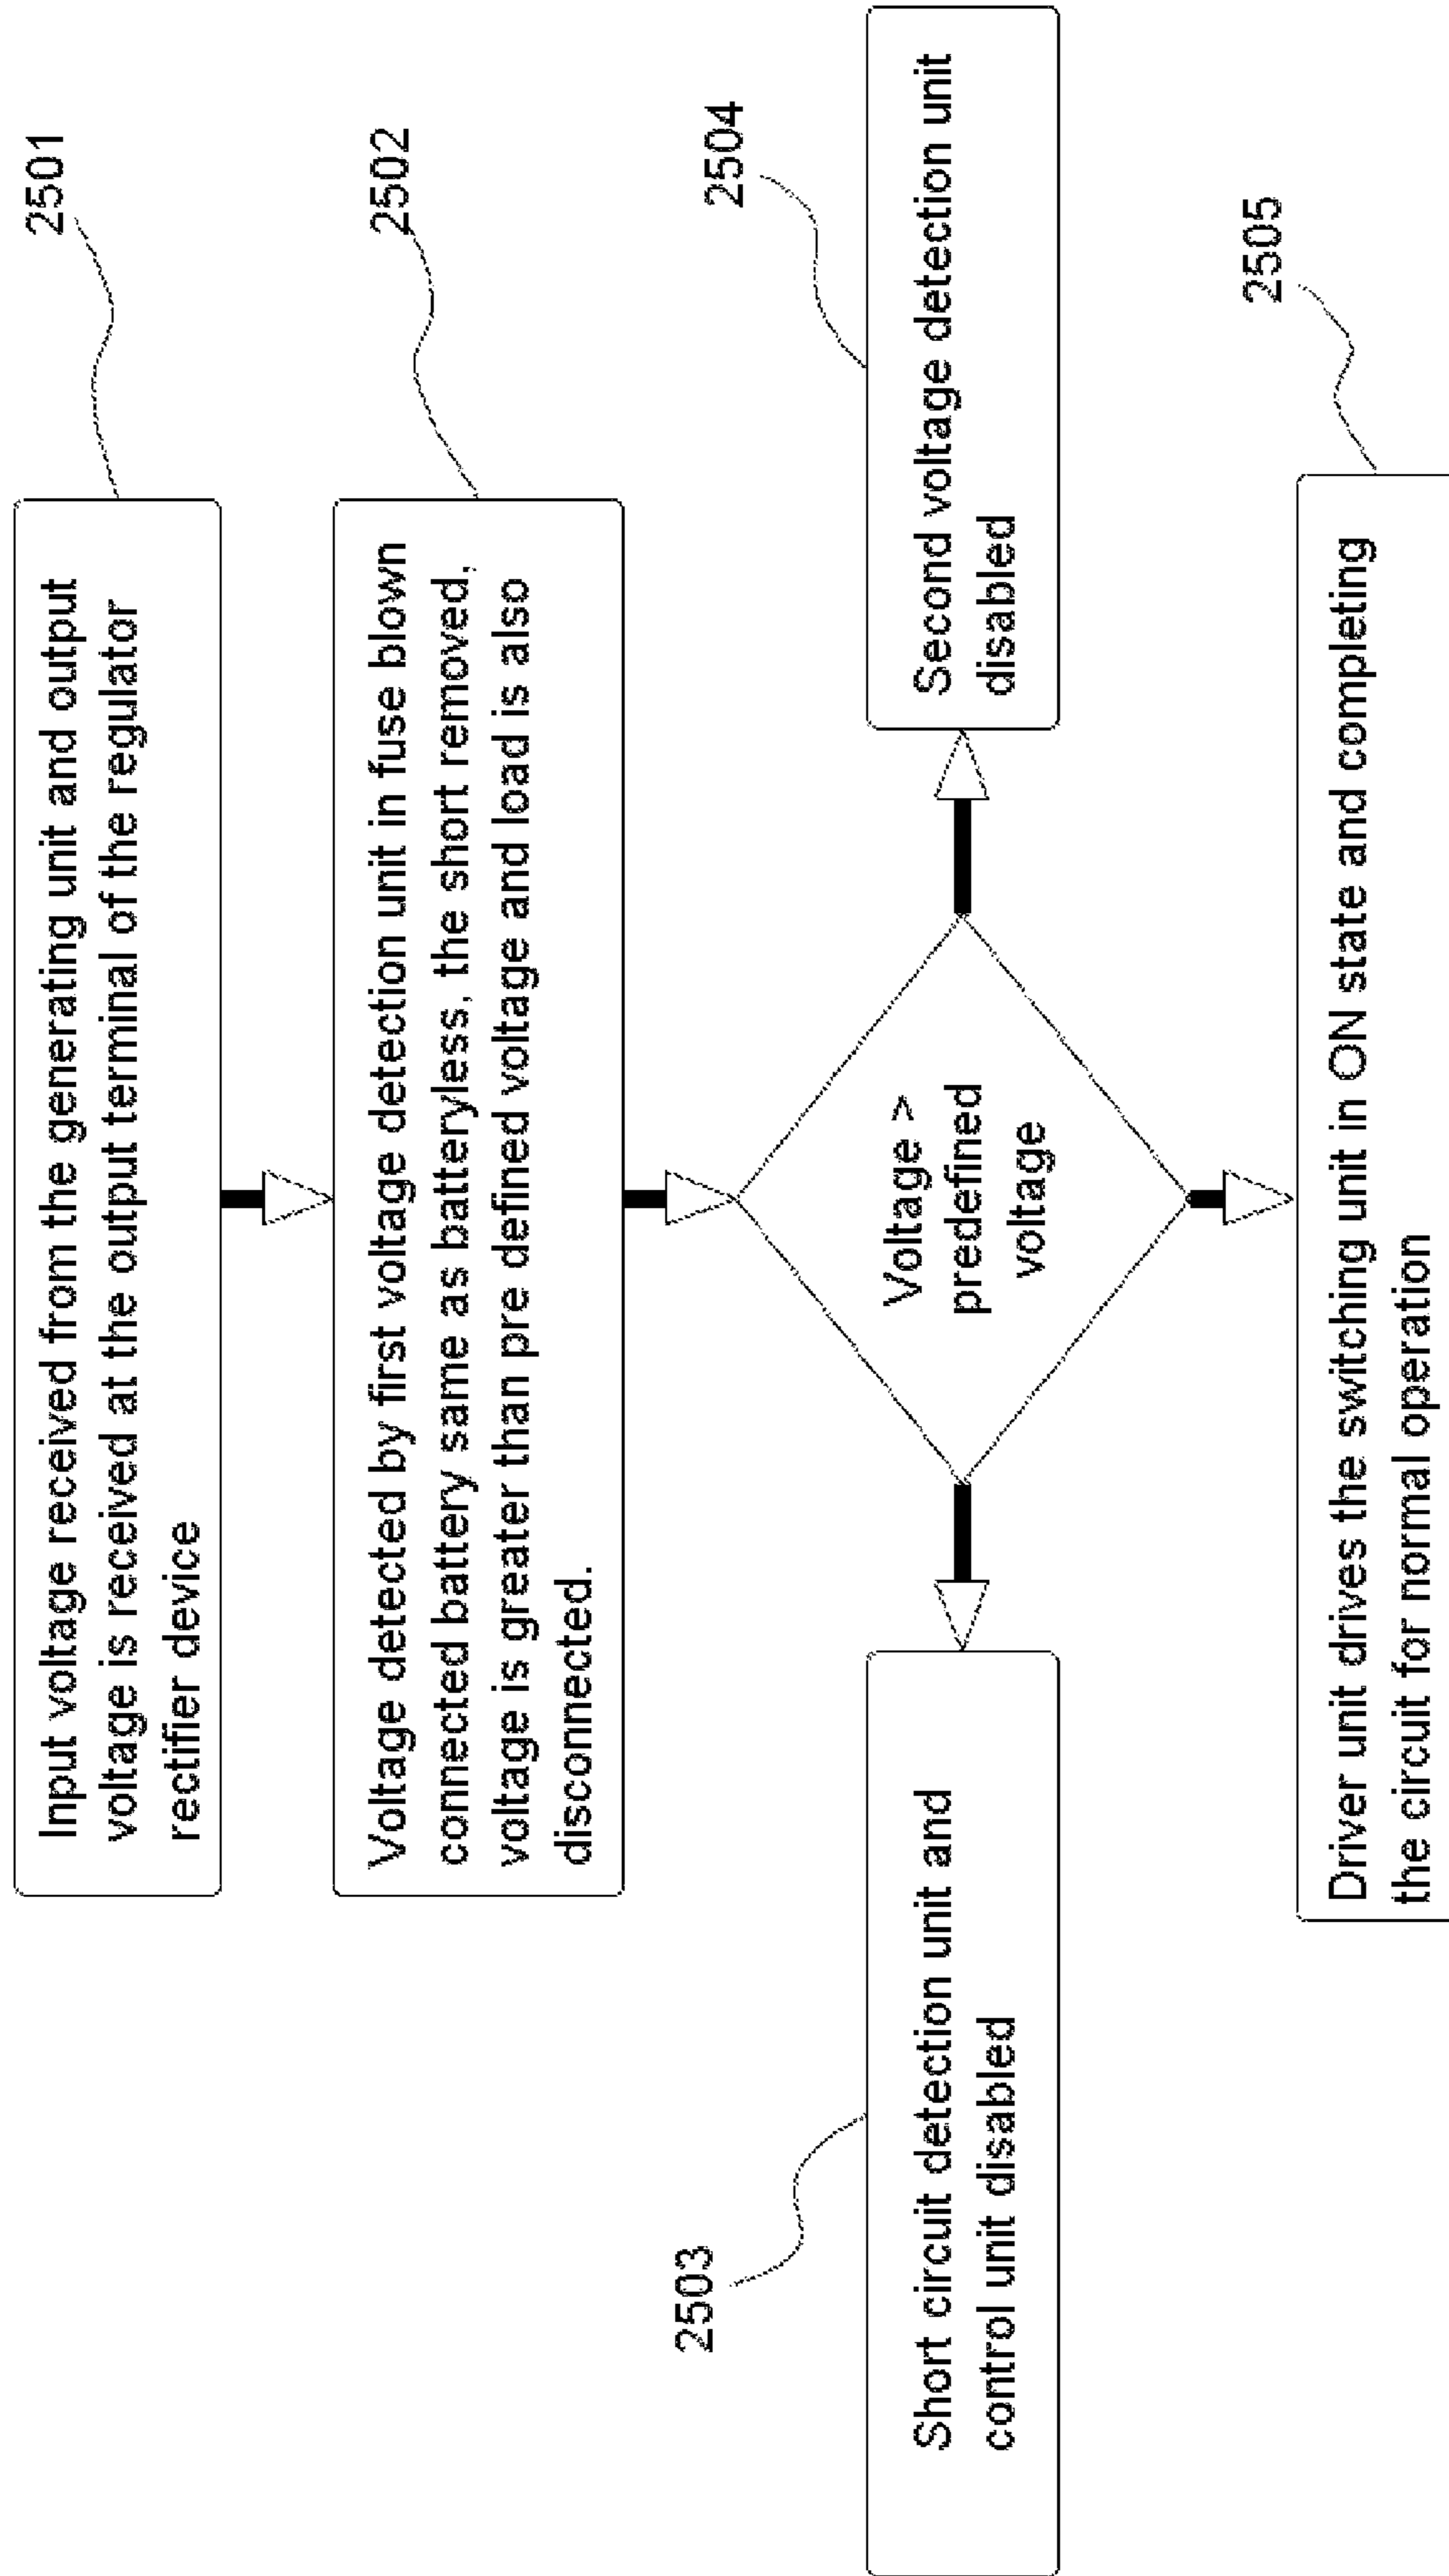 2501
Input voltage received from the generating unit and output
voltage is received at the output terminal of the regulator
rectifier device
2502
Voltage detected by first voltage detection unit in fuse blown
connected battery same as batteryless, the short removed,
voltage is greater than pre defined voltage and load is also
disconnected.
Voltage >
predefined
voltage
2503
Short circuit detection unit and
control unit disabled
2504
Second voltage detection unit
disabled
2505
Driver unit drives the switching unit in ON state and completing
the circuit for normal operation